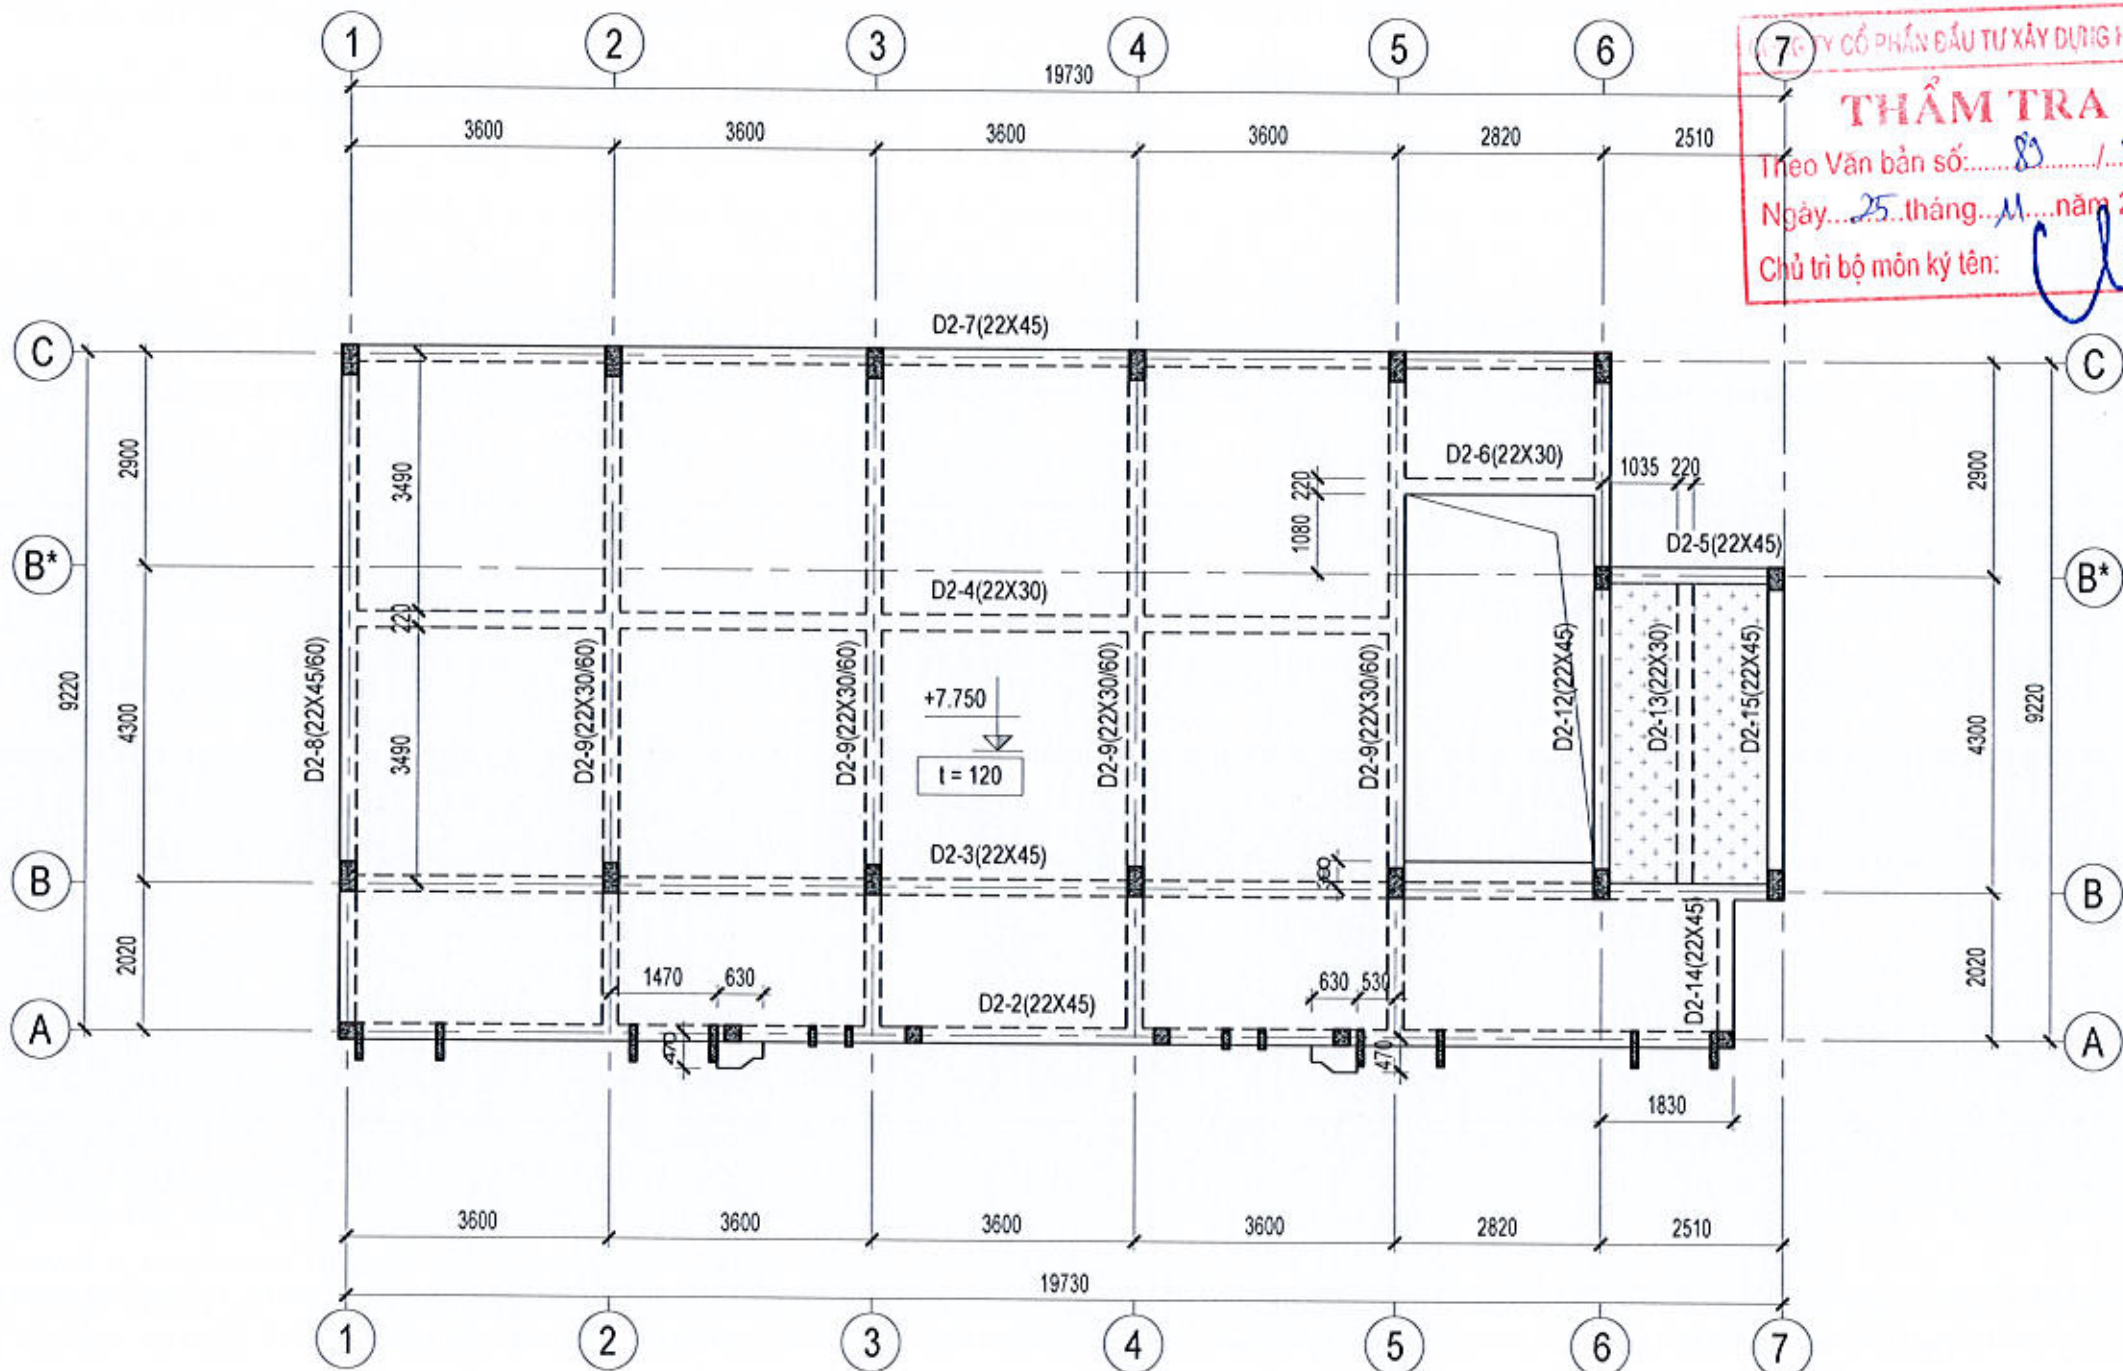 1 2 3 4 5 6 7
CỔ PHẦN ĐẦU TƯ XÂY DỰNG
THẨM TRA
Theo Văn bản số:......89........./...
Ngày...25...tháng...11...năm 2
Chủ trì bộ môn ký tên:
19730
3600 3600 3600 3600 2820 2510
D2-7(22X45)
C C
2900 3490 D2-6(22X30) 1035 220 2900
220
1080
D2-5(22X45)
B* B*
D2-4(22X30)
220
9220 4300 D2-8(22X45/60) 3490 D2-9(22X30/60) D2-9(22X30/60) D2-9(22X30/60) D2-9(22X30/60) D2-12(22X45) D2-13(22X30) D2-15(22X45) 4300 9220
+7.750
t = 120
D2-3(22X45)
B B
2020 1470 630 D2-2(22X45) 630 530 D2-14(22X45) 2020
A A
470 470
1830
3600 3600 3600 3600 2820 2510
19730
1 2 3 4 5 6 7